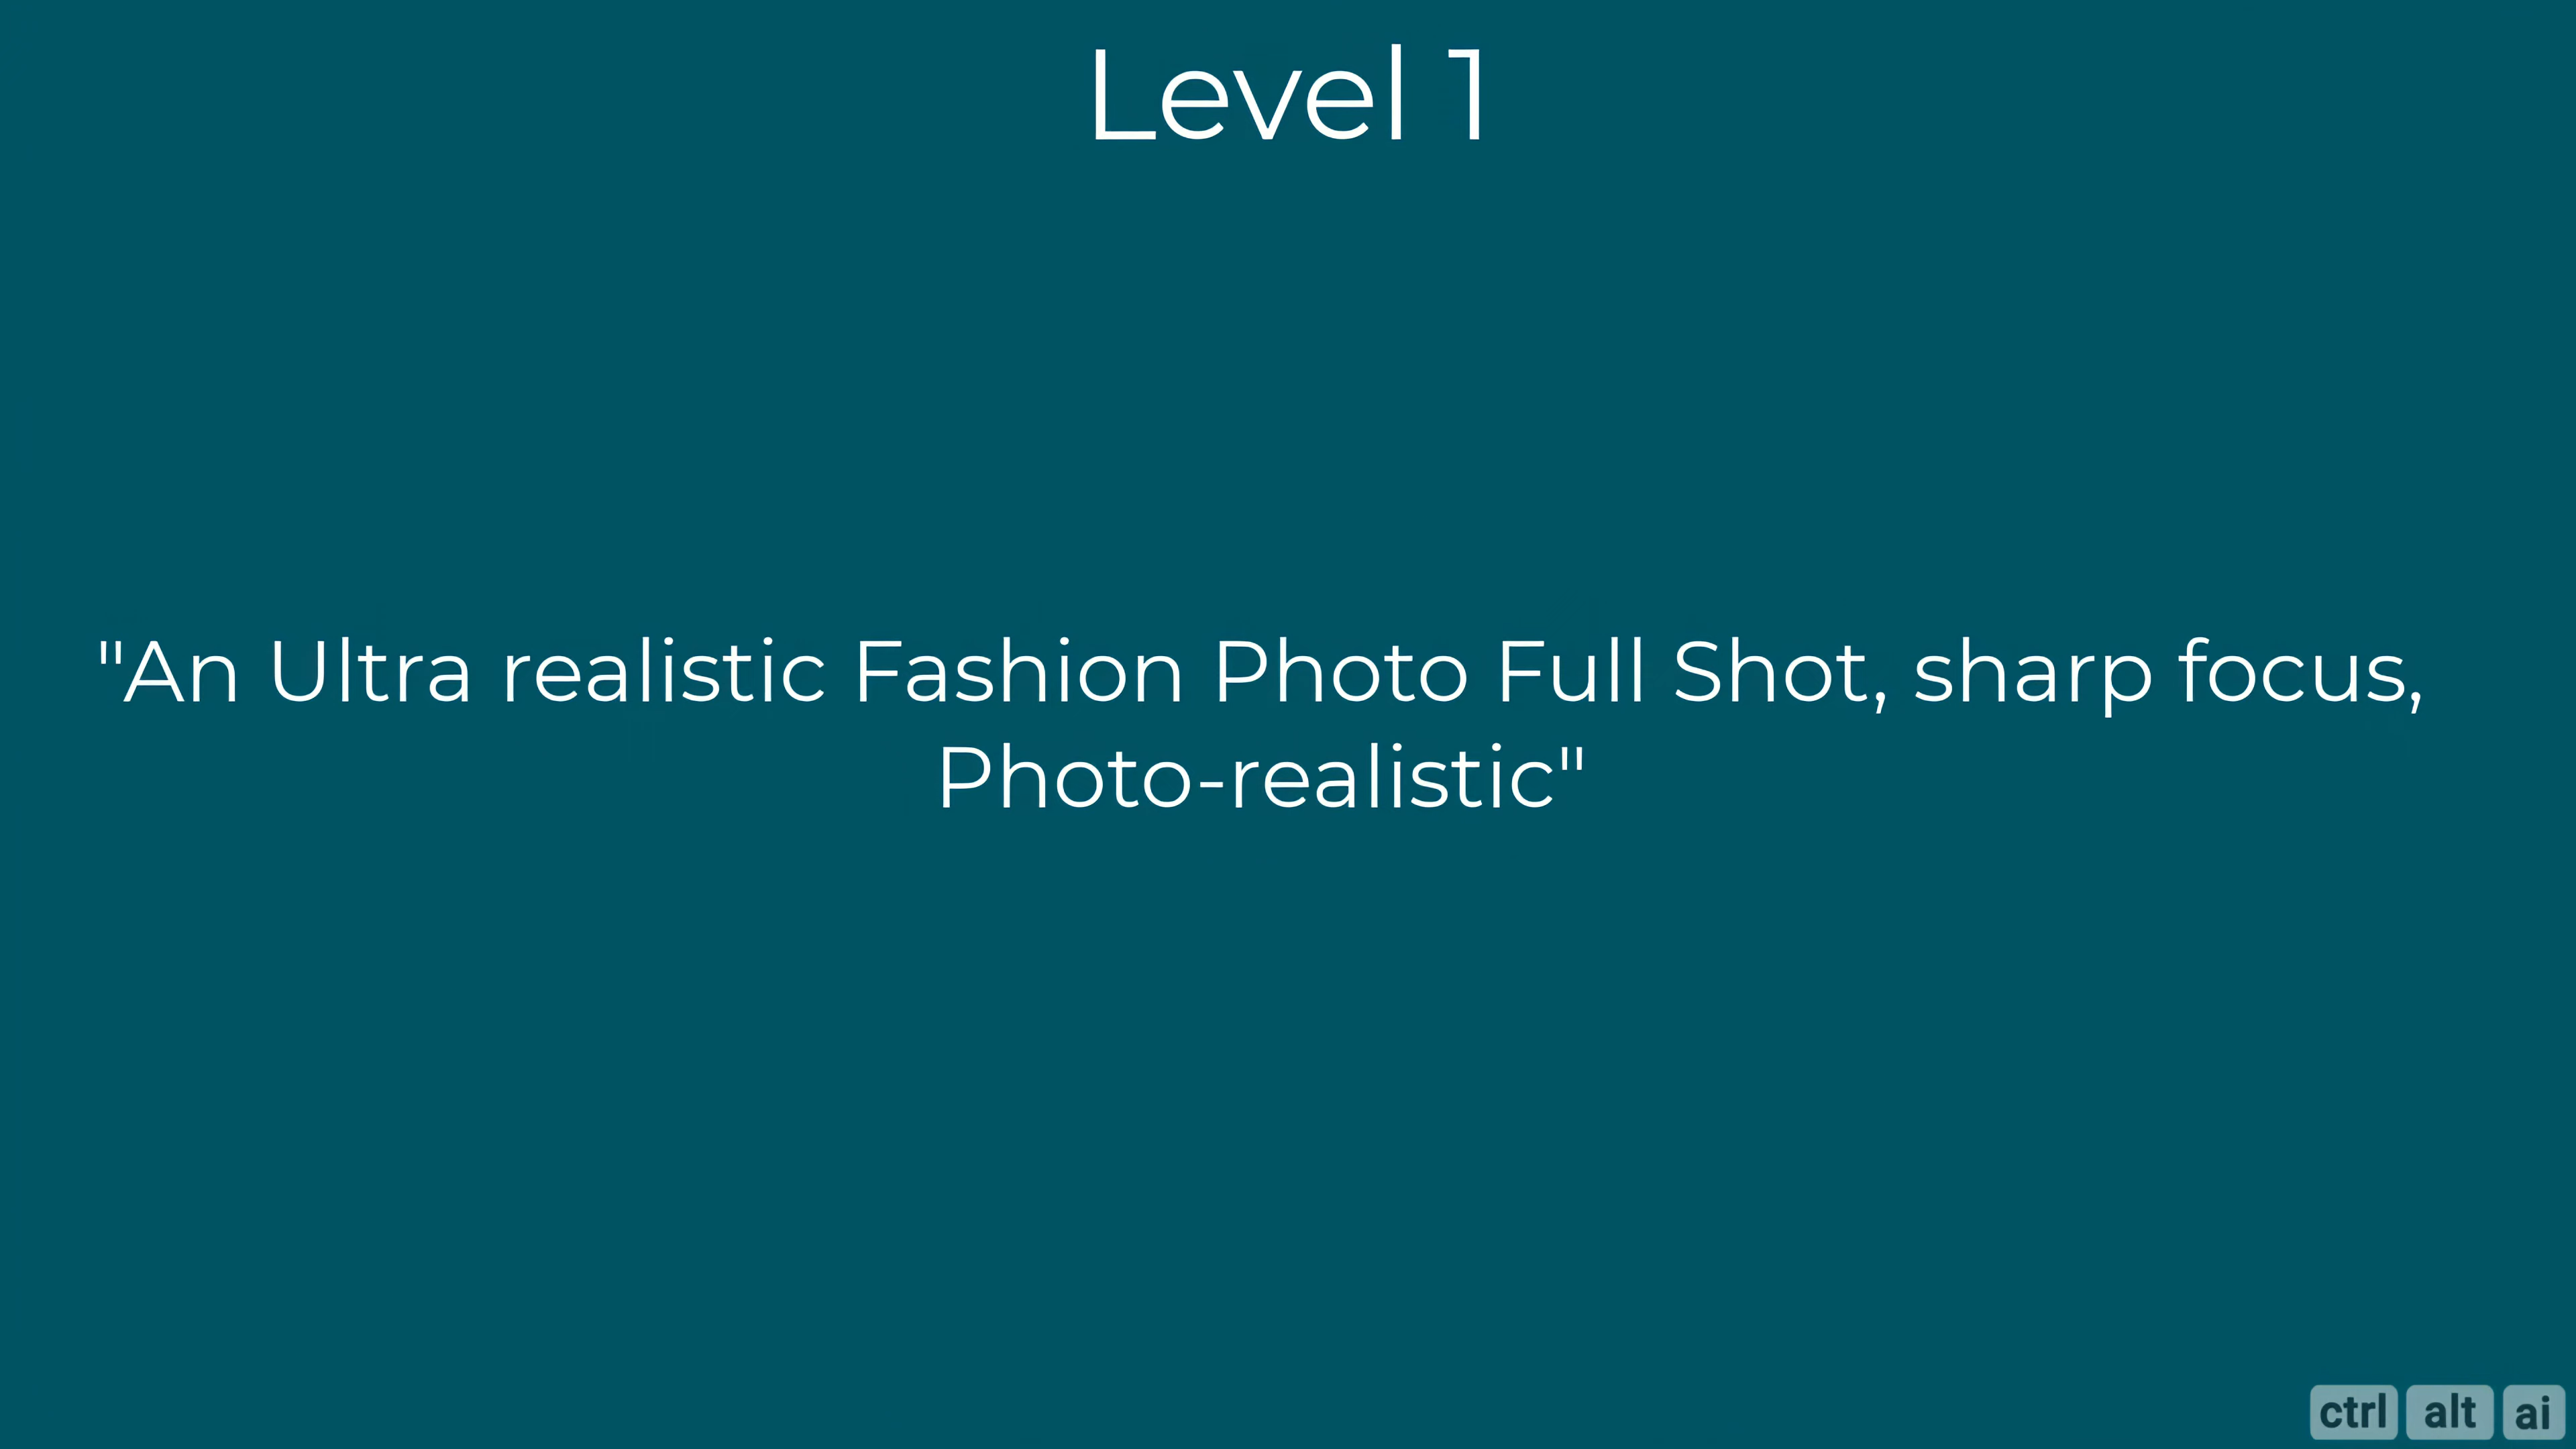 Level 1
"An Ultra realistic Fashion Photo Full Shot, sharp focus,
Photo-realistic"
ctrl alt ai